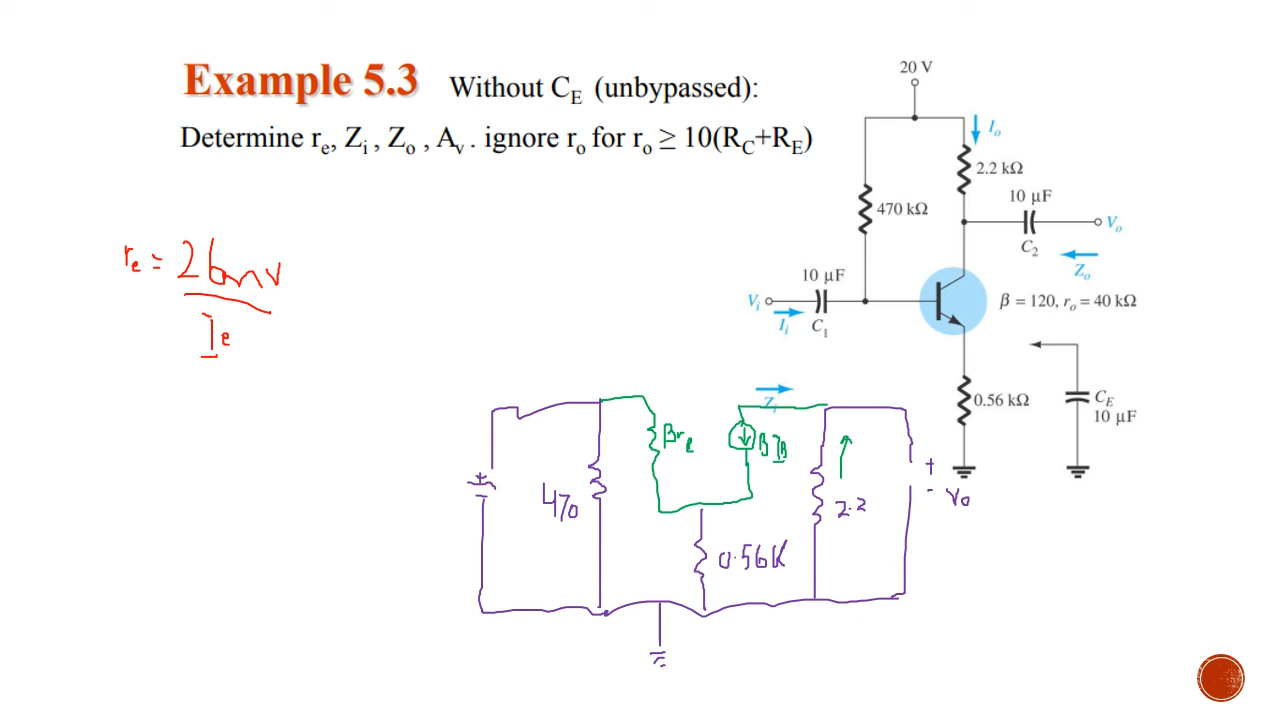 Example 5.3 Without C_E (unbypassed):
Determine r_e, Z_i , Z_o , A_v . ignore r_o for r_o ≥ 10(R_C+R_E)
20 V
I_o
2.2 kΩ
10 μF
470 kΩ
V_o
C_2
Z_o
10 μF
V_i
β = 120, r_o = 40 kΩ
I_i
C_1
r_e = 26mV
I_e
Z_i
0.56 kΩ
C_E
10 μF
βr_e
βI_B
+
470
2.2
+
- Vo
0.56K